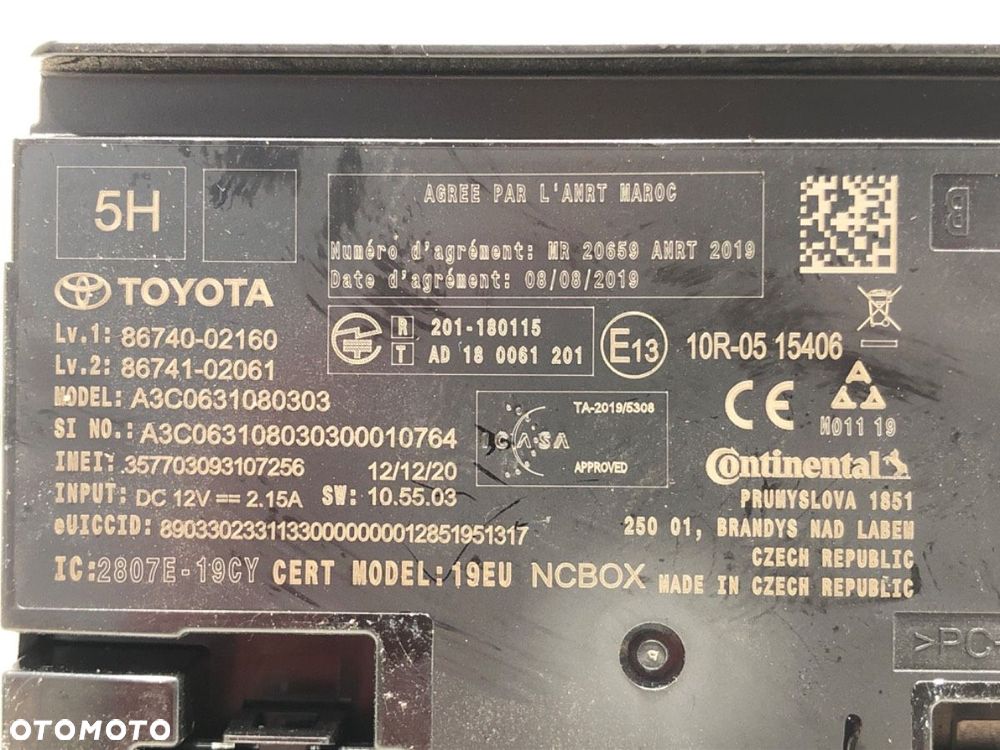 5H
AGREE PAR L'ANRT MAROC
Numéro d'agrément: MR 20659 ANRT 2019
Date d'agrément: 08/08/2019
B
TOYOTA
Lv.1: 86740-02160
Lv.2: 86741-02061
MODEL: A3C0631080303
SI NO.: A3C063108030300010764
IMEI: 357703093107256 12/12/20
INPUT: DC 12V 2.15A SW: 10.55.03
eUICCID: 89033023311330000000012851951317
IC:2807E-19CY CERT MODEL:19EU NCBOX
R 201-180115
T AD 18 0061 201
E13 10R-05 15406
TA-2019/5308
ICASA
APPROVED
CE
M011 19
Continental
PRUMYSLOVA 1851
250 01, BRANDYS NAD LABEM
CZECH REPUBLIC
MADE IN CZECH REPUBLIC
>PC-
OTOMOTO